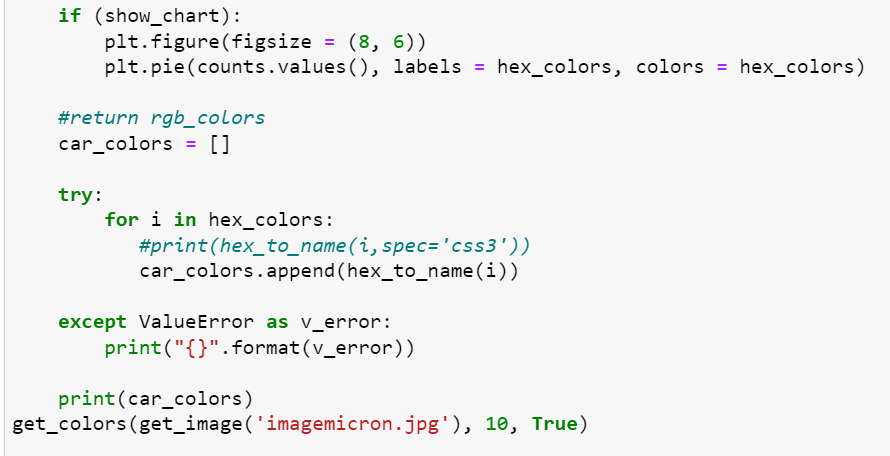 if (show_chart):
plt.figure(figsize = (8, 6))
plt.pie(counts.values(), labels = hex_colors, colors = hex_colors)
#return rgb_colors
car_colors = []
try:
for i in hex_colors:
#print(hex_to_name(i,spec='css3'))
car_colors.append(hex_to_name(i))
except ValueError as v_error:
print("{}".format(v_error))
print(car_colors)
get_colors(get_image('imagemicron.jpg'), 10, True)